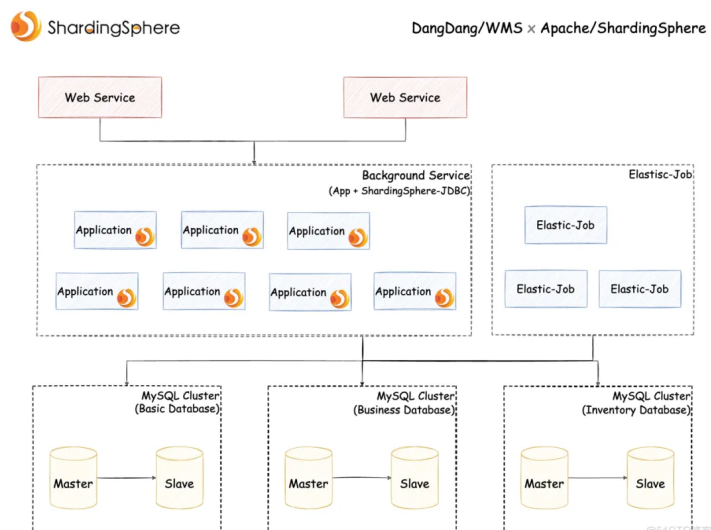 ShardingSphere
DangDang/WMS x Apache/ShardingSphere
Web Service
Web Service
Background Service
(App + ShardingSphere-JDBC)
Elastisc-Job
Application
Application
Application
Elastic-Job
Application
Application
Application
Application
Elastic-Job
Elastic-Job
MySQL Cluster
(Basic Database)
MySQL Cluster
(Business Database)
MySQL Cluster
(Inventory Database)
Master
Slave
Master
Slave
Master
Slave